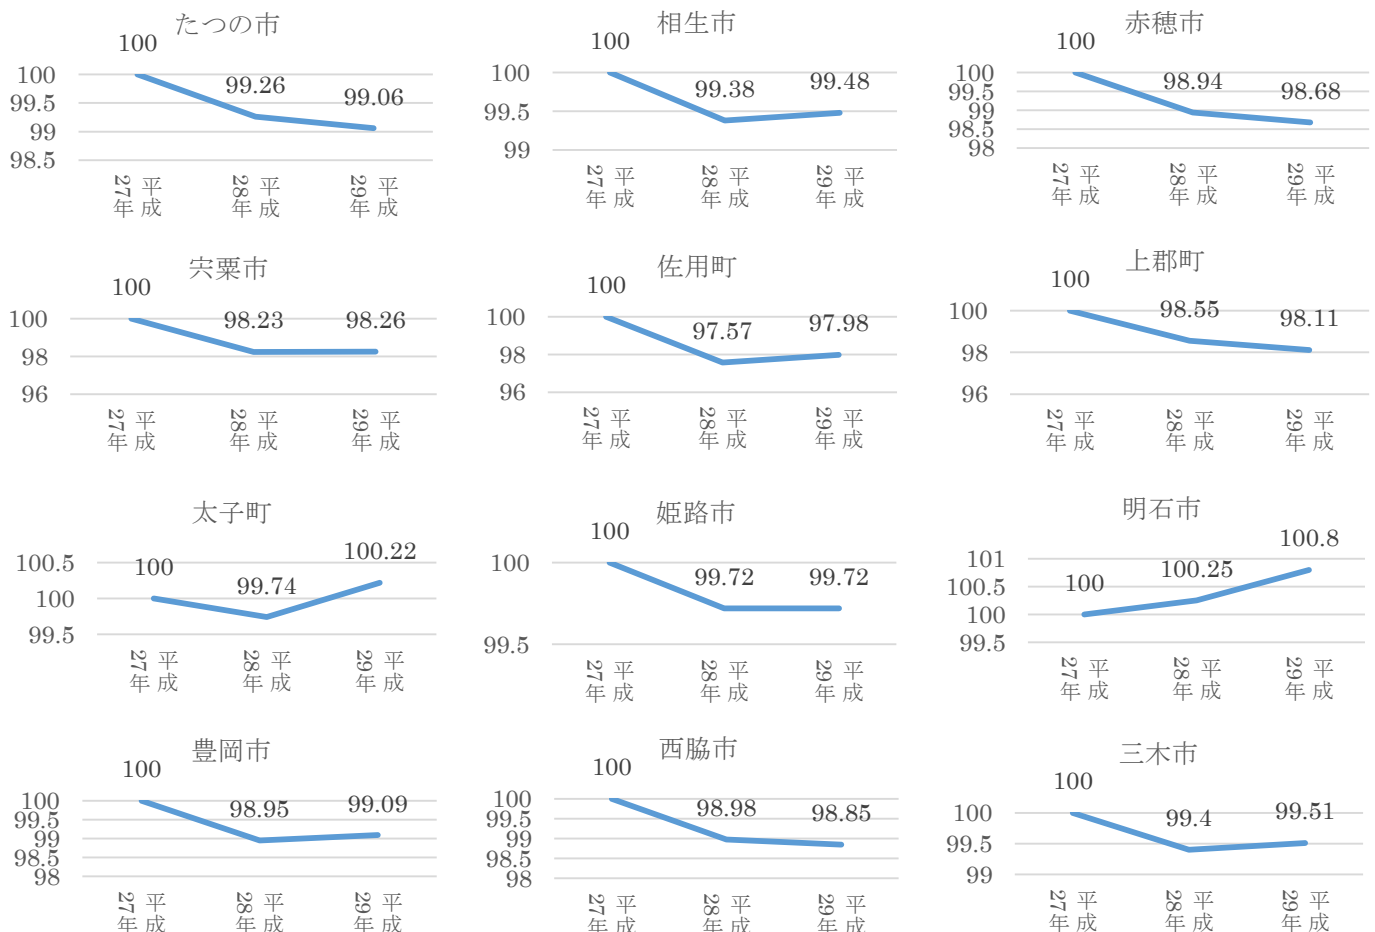 たつの市
100
99.26
99.06
100
99.5
99
98.5
平成27年
平成28年
平成29年
相生市
100
99.38
99.48
100
99.5
99
平成27年
平成28年
平成29年
赤穂市
100
98.94
98.68
100
99.5
99
98.5
98
平成27年
平成28年
平成29年
宍粟市
100
98.23
98.26
100
98
96
平成27年
平成28年
平成29年
佐用町
100
97.57
97.98
100
98
96
平成27年
平成28年
平成29年
上郡町
100
98.55
98.11
100
98
96
平成27年
平成28年
平成29年
太子町
100
99.74
100.22
100.5
100
99.5
平成27年
平成28年
平成29年
姫路市
100
99.72
99.72
100
99.5
平成27年
平成28年
平成29年
明石市
100
100.25
100.8
101
100.5
100
99.5
平成27年
平成28年
平成29年
豊岡市
100
98.95
99.09
100
99.5
99
98.5
98
平成27年
平成28年
平成29年
西脇市
100
98.98
98.85
100
99.5
99
98.5
98
平成27年
平成28年
平成29年
三木市
100
99.4
99.51
100
99.5
99
平成27年
平成28年
平成29年